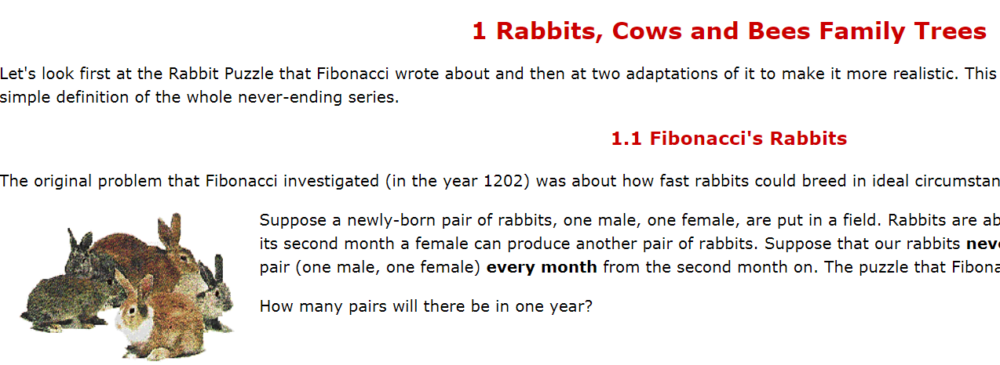 1 Rabbits, Cows and Bees Family Trees
Let's look first at the Rabbit Puzzle that Fibonacci wrote about and then at two adaptations of it to make it more realistic. This
simple definition of the whole never-ending series.
1.1 Fibonacci's Rabbits
The original problem that Fibonacci investigated (in the year 1202) was about how fast rabbits could breed in ideal
Suppose a newly-born pair of rabbits, one male, one female, are put in a field. Rabbits are
its second month a female can produce another pair of rabbits. Suppose that our rabbits
pair (one male, one female) every month from the second month on. The puzzle that
How many pairs will there be in one year?